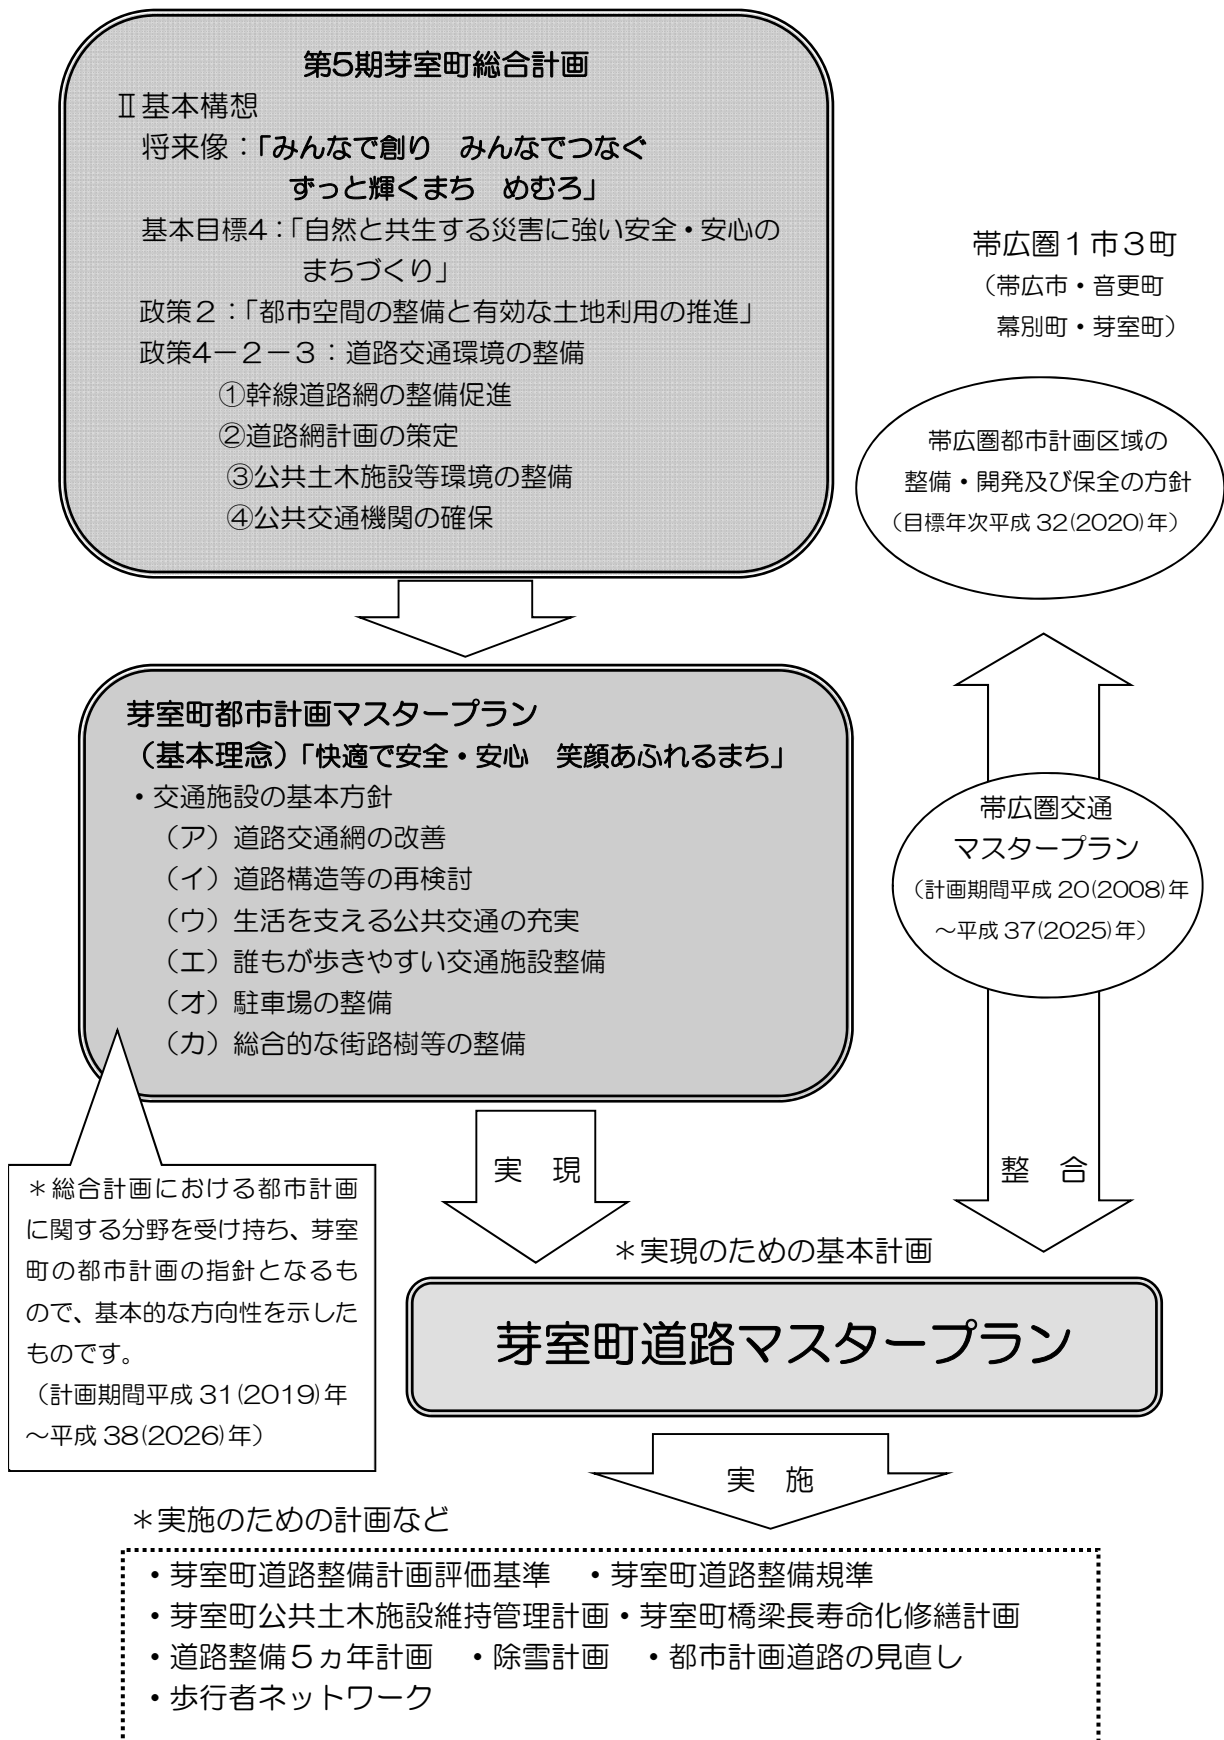 第5期芽室町総合計画
Ⅱ基本構想
将来像：「みんなで創り　みんなでつなぐ
ずっと輝くまち　めむろ」
基本目標4：「自然と共生する災害に強い安全・安心の
まちづくり」
政策２：「都市空間の整備と有効な土地利用の推進」
政策4－２－３：道路交通環境の整備
①幹線道路網の整備促進
②道路網計画の策定
③公共土木施設等環境の整備
④公共交通機関の確保
帯広圏１市３町
（帯広市・音更町
幕別町・芽室町）
帯広圏都市計画区域の
整備・開発及び保全の方針
（目標年次平成 32(2020)年）
芽室町都市計画マスタープラン
（基本理念）「快適で安全・安心　笑顔あふれるまち」
・交通施設の基本方針
（ア）道路交通網の改善
（イ）道路構造等の再検討
（ウ）生活を支える公共交通の充実
（エ）誰もが歩きやすい交通施設整備
（オ）駐車場の整備
（カ）総合的な街路樹等の整備
帯広圏交通
マスタープラン
（計画期間平成 20(2008)年
～平成 37(2025)年）
＊総合計画における都市計画
に関する分野を受け持ち、芽室
町の都市計画の指針となるも
ので、基本的な方向性を示した
ものです。
（計画期間平成 31(2019)年
～平成 38(2026)年）
実　現
整　合
＊実現のための基本計画
芽室町道路マスタープラン
実　施
＊実施のための計画など
・芽室町道路整備計画評価基準　・芽室町道路整備規準
・芽室町公共土木施設維持管理計画・芽室町橋梁長寿命化修繕計画
・道路整備５ヵ年計画　・除雪計画　・都市計画道路の見直し
・歩行者ネットワーク